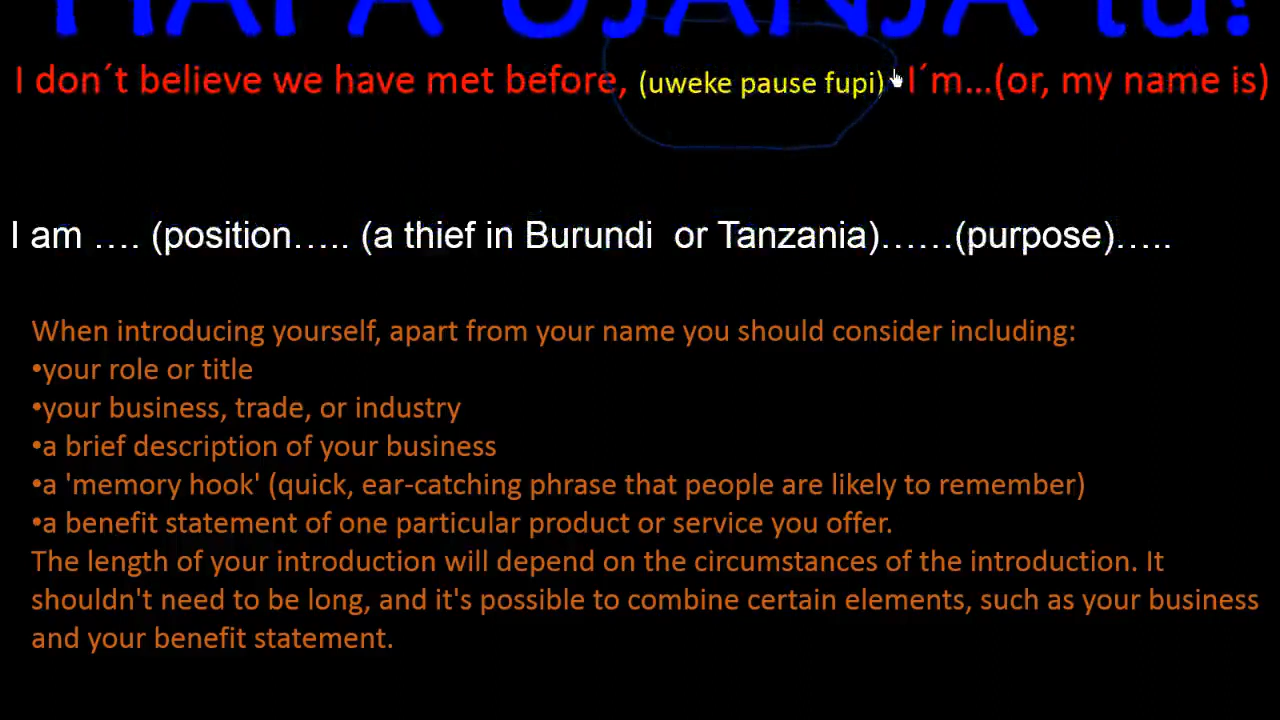 HAPA UJANJA tu!
I don´t believe we have met before, (uweke pause fupi) I´m...(or, my name is)
I am .... (position..... (a thief in Burundi or Tanzania)......(purpose).....
When introducing yourself, apart from your name you should consider including:
•your role or title
•your business, trade, or industry
•a brief description of your business
•a 'memory hook' (quick, ear-catching phrase that people are likely to remember)
•a benefit statement of one particular product or service you offer.
The length of your introduction will depend on the circumstances of the introduction. It
shouldn't need to be long, and it's possible to combine certain elements, such as your business
and your benefit statement.